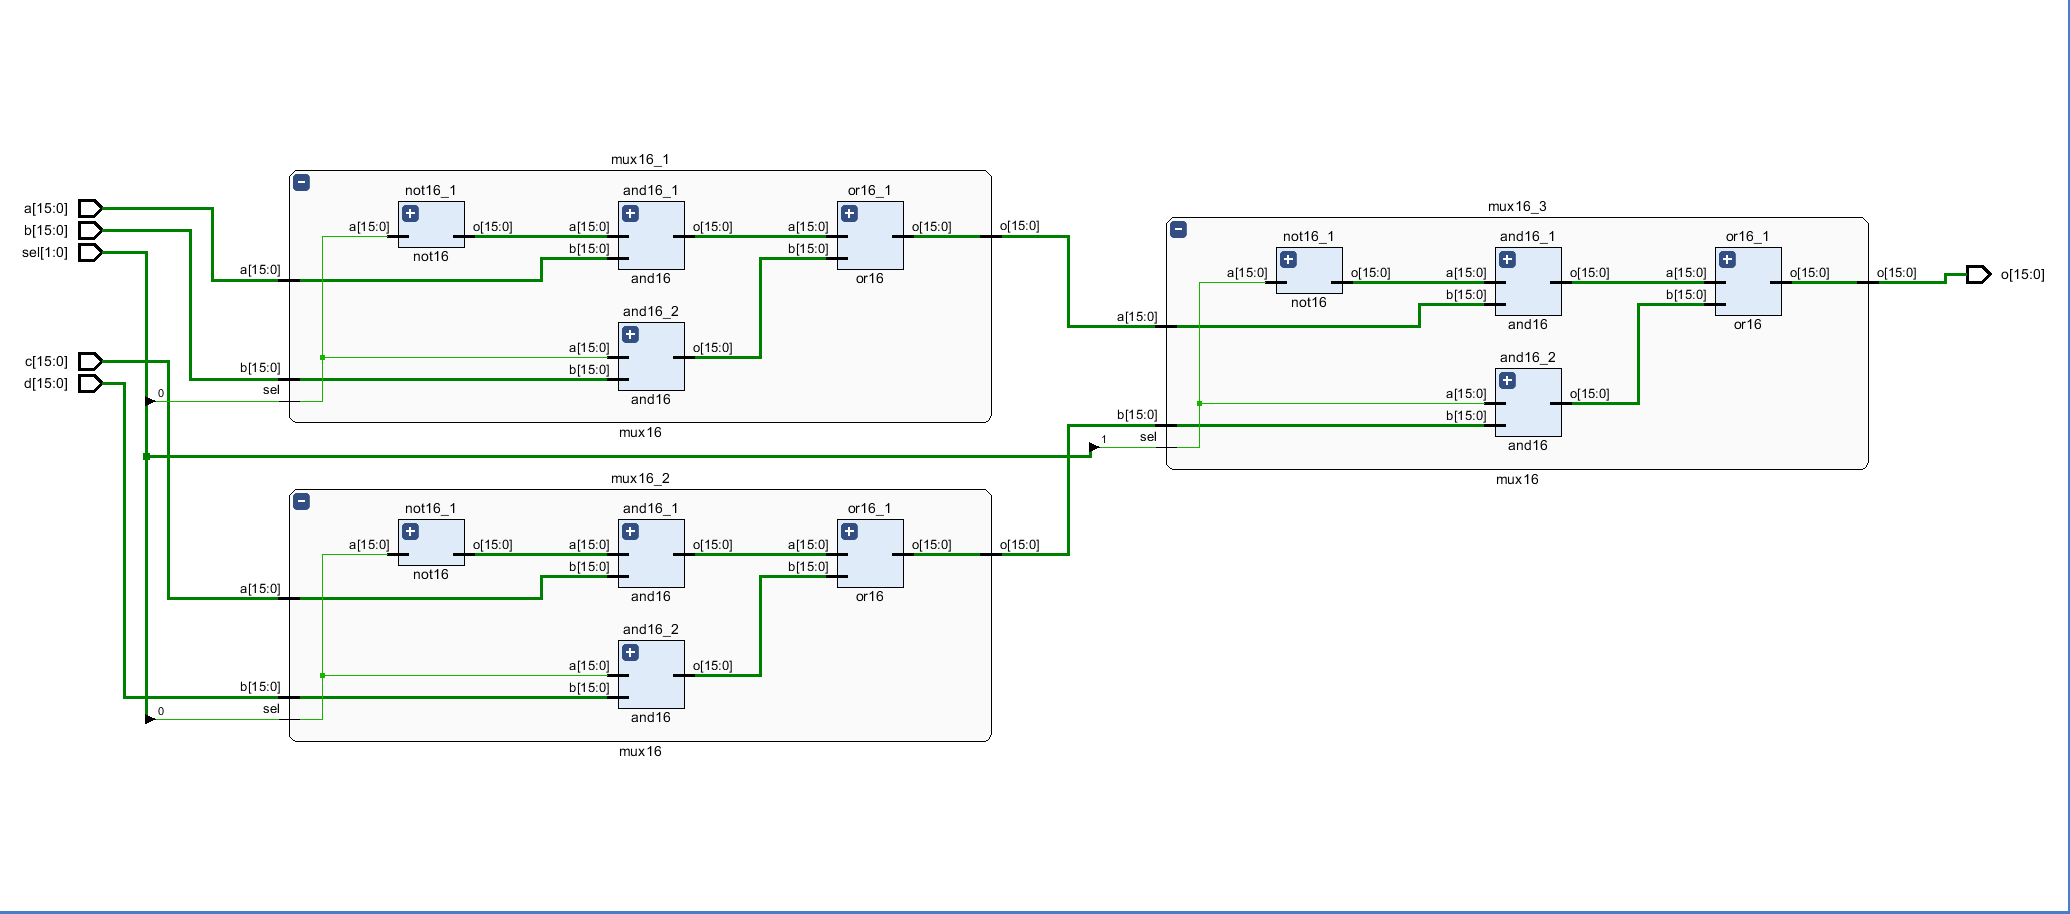 a[15:0]
b[15:0]
sel[1:0]
c[15:0]
d[15:0]
0
0
mux16_1
a[15:0]
b[15:0]
sel
not16_1
a[15:0]
o[15:0]
not16
and16_1
a[15:0]
b[15:0]
o[15:0]
and16
and16_2
a[15:0]
b[15:0]
o[15:0]
and16
or16_1
a[15:0]
b[15:0]
o[15:0]
or16
o[15:0]
mux16
mux16_2
a[15:0]
b[15:0]
sel
not16_1
a[15:0]
o[15:0]
not16
and16_1
a[15:0]
b[15:0]
o[15:0]
and16
and16_2
a[15:0]
b[15:0]
o[15:0]
and16
or16_1
a[15:0]
b[15:0]
o[15:0]
or16
o[15:0]
mux16
1
mux16_3
a[15:0]
b[15:0]
sel
not16_1
a[15:0]
o[15:0]
not16
and16_1
a[15:0]
b[15:0]
o[15:0]
and16
and16_2
a[15:0]
b[15:0]
o[15:0]
and16
or16_1
a[15:0]
b[15:0]
o[15:0]
or16
o[15:0]
mux16
o[15:0]